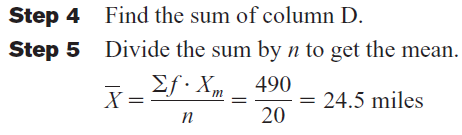 Step 4 Find the sum of column D.
Step 5 Divide the sum by n to get the mean.
X̄ = Σf · Xₘ / n = 490 / 20 = 24.5 miles